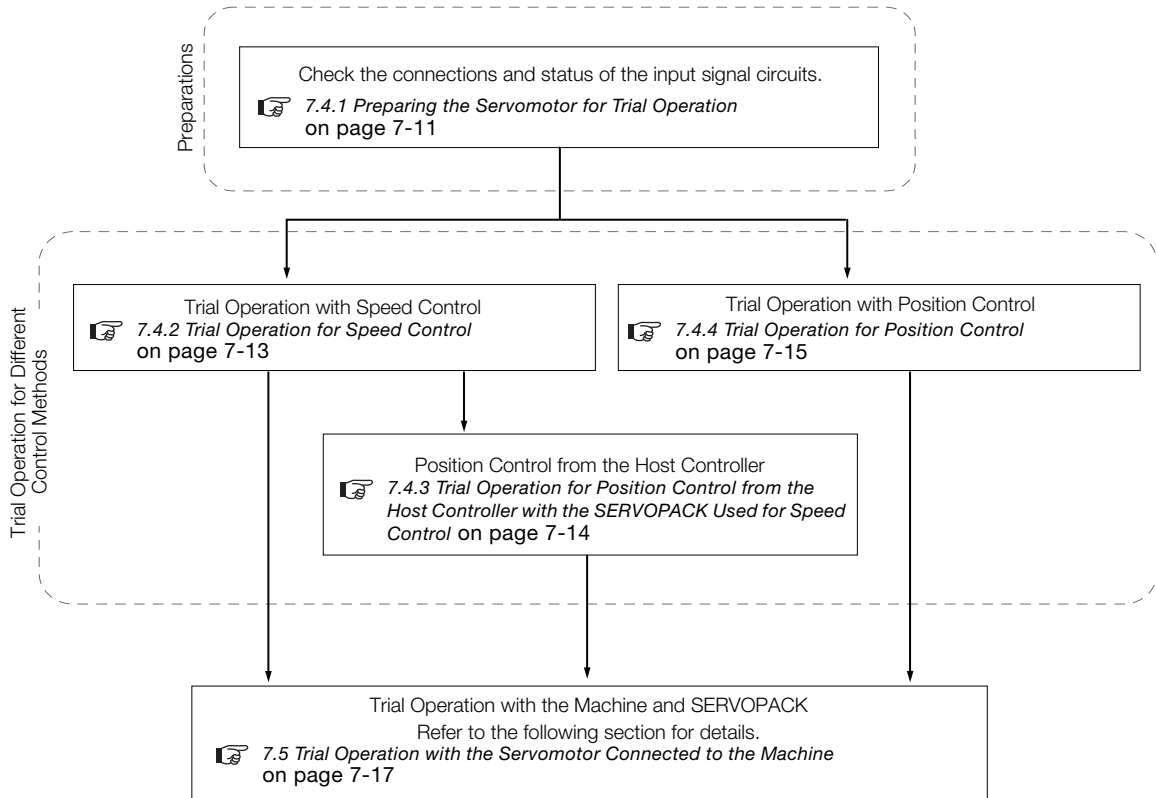 Preparations
Check the connections and status of the input signal circuits.
7.4.1 Preparing the Servomotor for Trial Operation
on page 7-11
Trial Operation for Different
Control Methods
Trial Operation with Speed Control
7.4.2 Trial Operation for Speed Control
on page 7-13
Trial Operation with Position Control
7.4.4 Trial Operation for Position Control
on page 7-15
Position Control from the Host Controller
7.4.3 Trial Operation for Position Control from the
Host Controller with the SERVOPACK Used for Speed
Control on page 7-14
Trial Operation with the Machine and SERVOPACK
Refer to the following section for details.
7.5 Trial Operation with the Servomotor Connected to the Machine
on page 7-17